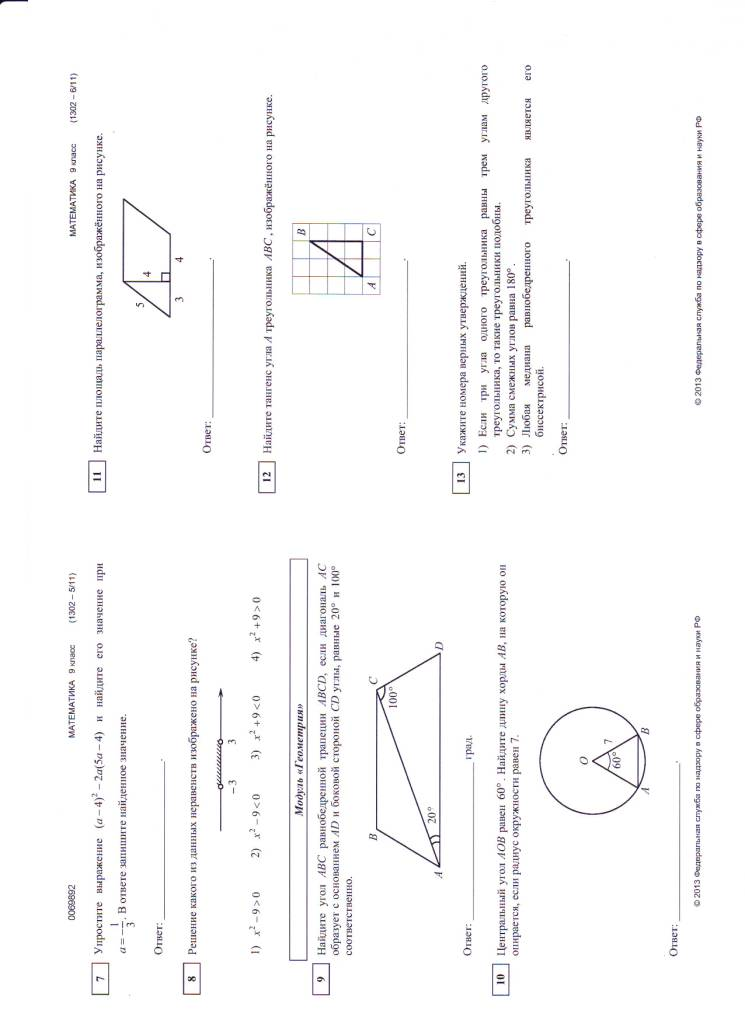 0069892
МАТЕМАТИКА 9 класс (1302 – 5/11)
7 Упростите выражение (a – 4)² – 2a(5a – 4) и найдите его значение при
a = –1/3. В ответе запишите найденное значение.
Ответ: ____________.
8 Решение какого из данных неравенств изображено на рисунке?
–3 3
1) x² – 9 > 0 2) x² – 9 < 0 3) x² + 9 < 0 4) x² + 9 > 0
Модуль «Геометрия»
9 Найдите угол ABC равнобедренной трапеции ABCD, если диагональ AC
образует с основанием AD и боковой стороной CD углы, равные 20° и 100°
соответственно.
B C
100°
20°
A D
Ответ: ____________ град.
10 Центральный угол AOB равен 60°. Найдите длину хорды AB, на которую он
опирается, если радиус окружности равен 7.
O
60° 7
A B
Ответ: ____________.
© 2013 Федеральная служба по надзору в сфере образования и науки РФ
МАТЕМАТИКА 9 класс (1302 – 6/11)
11 Найдите площадь параллелограмма, изображённого на рисунке.
5 4
3 4
Ответ: ____________.
12 Найдите тангенс угла A треугольника ABC, изображённого на рисунке.
B
A C
Ответ: ____________.
13 Укажите номера верных утверждений.
1) Если три угла одного треугольника равны трем углам другого
треугольника, то такие треугольники подобны.
2) Сумма смежных углов равна 180°.
3) Любая медиана равнобедренного треугольника является его
биссектрисой.
Ответ: ____________.
© 2013 Федеральная служба по надзору в сфере образования и науки РФ